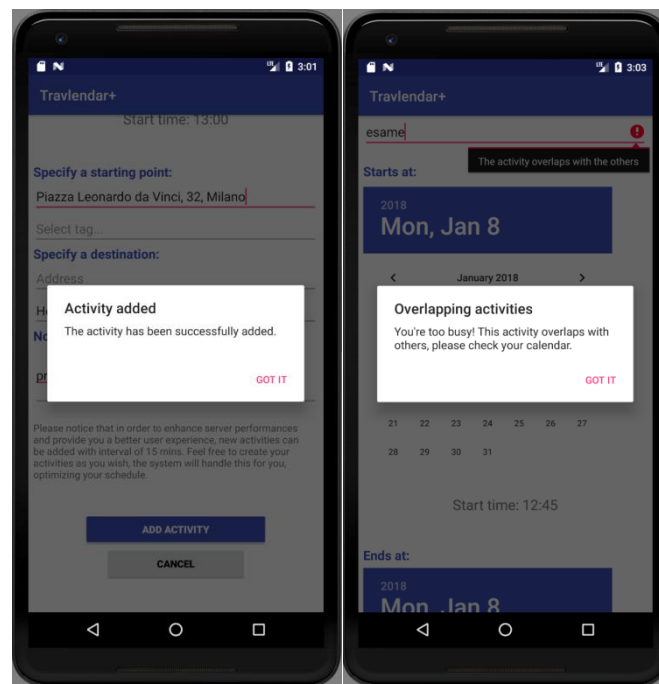 3:01
Travlendar+
Start time: 13:00
Specify a starting point:
Piazza Leonardo da Vinci, 32, Milano
Select tag...
Specify a destination:
Address
Activity added
The activity has been successfully added.
GOT IT
Please notice that in order to enhance server performances
and provide you a better user experience, new activities can
be added with interval of 15 mins. Feel free to create your
activities as you wish, the system will handle this for you,
optimizing your schedule.
ADD ACTIVITY
CANCEL
3:03
Travlendar+
esame
The activity overlaps with the others
Starts at:
2018
Mon, Jan 8
January 2018
Overlapping activities
You're too busy! This activity overlaps with
others, please check your calendar.
GOT IT
21 22 23 24 25 26 27
28 29 30 31
Start time: 12:45
Ends at:
2018
Mon, Jan 8